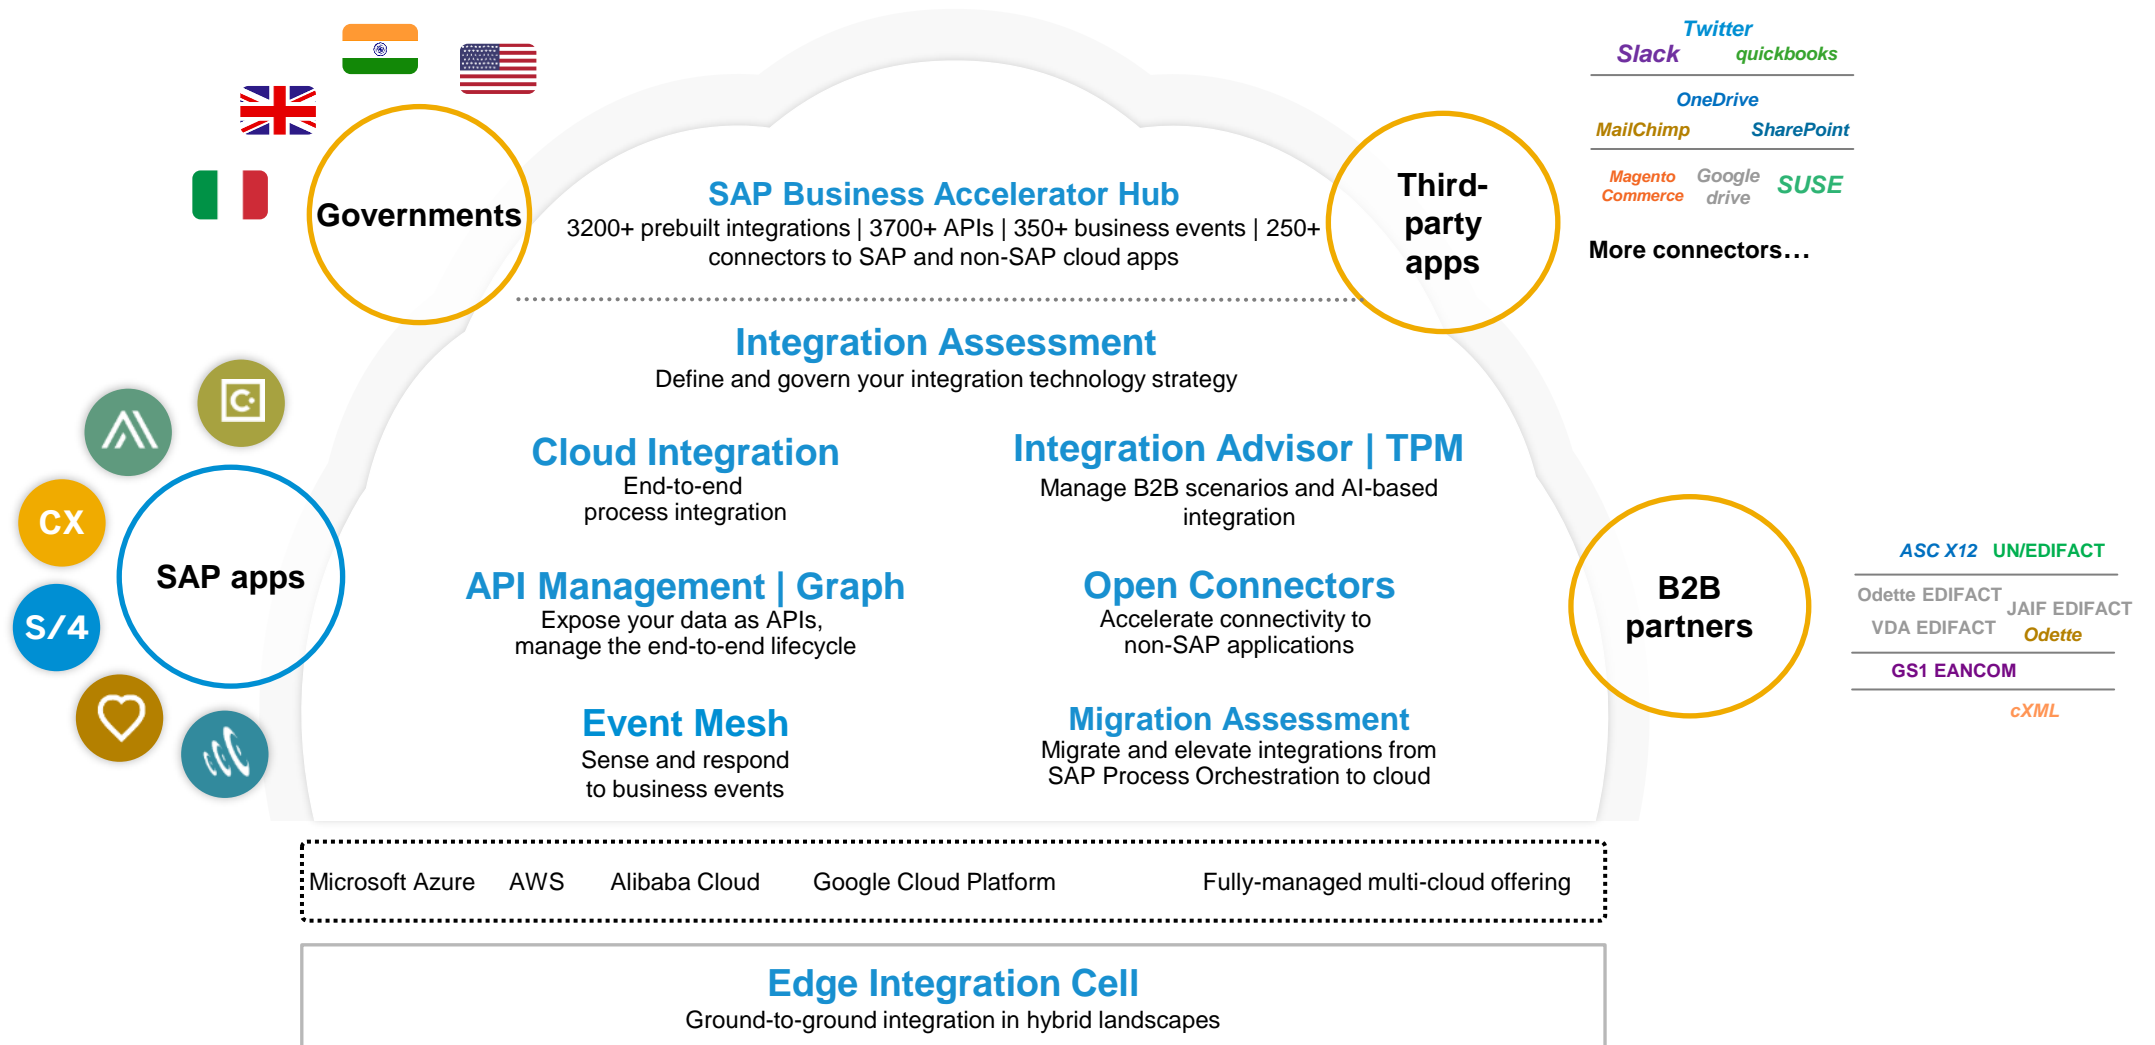 Twitter
Slack quickbooks
OneDrive
MailChimp SharePoint
Magento Commerce
Google drive
SUSE
More connectors...
Governments
SAP Business Accelerator Hub
3200+ prebuilt integrations | 3700+ APIs | 350+ business events | 250+
connectors to SAP and non-SAP cloud apps
Third-
party
apps
Integration Assessment
Define and govern your integration technology strategy
C
CX
S/4
SAP apps
Cloud Integration
End-to-end
process integration
Integration Advisor | TPM
Manage B2B scenarios and AI-based
integration
API Management | Graph
Expose your data as APIs,
manage the end-to-end lifecycle
Open Connectors
Accelerate connectivity to
non-SAP applications
Event Mesh
Sense and respond
to business events
Migration Assessment
Migrate and elevate integrations from
SAP Process Orchestration to cloud
B2B
partners
ASC X12 UN/EDIFACT
Odette EDIFACT
JAIF EDIFACT
VDA EDIFACT
Odette
GS1 EANCOM
cXML
Microsoft Azure AWS Alibaba Cloud Google Cloud Platform Fully-managed multi-cloud offering
Edge Integration Cell
Ground-to-ground integration in hybrid landscapes